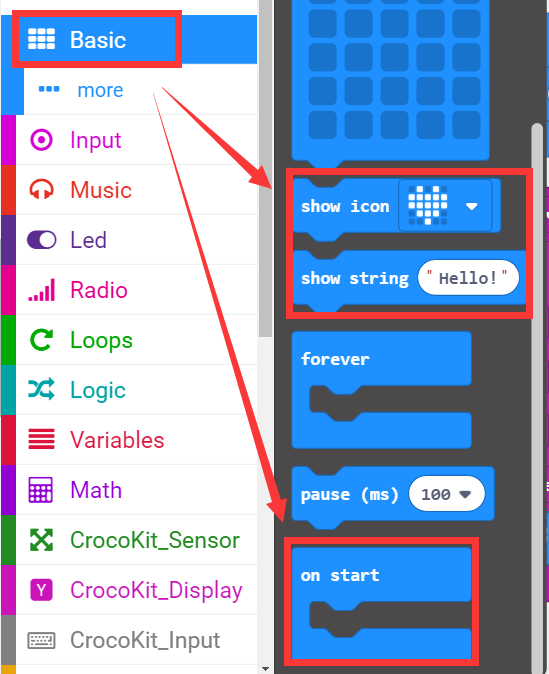 Basic
more
Input
Music
Led
Radio
Loops
Logic
Variables
Math
CrocoKit_Sensor
Y CrocoKit_Display
CrocoKit_Input
show icon
show string "Hello!"
forever
pause (ms) 100
on start